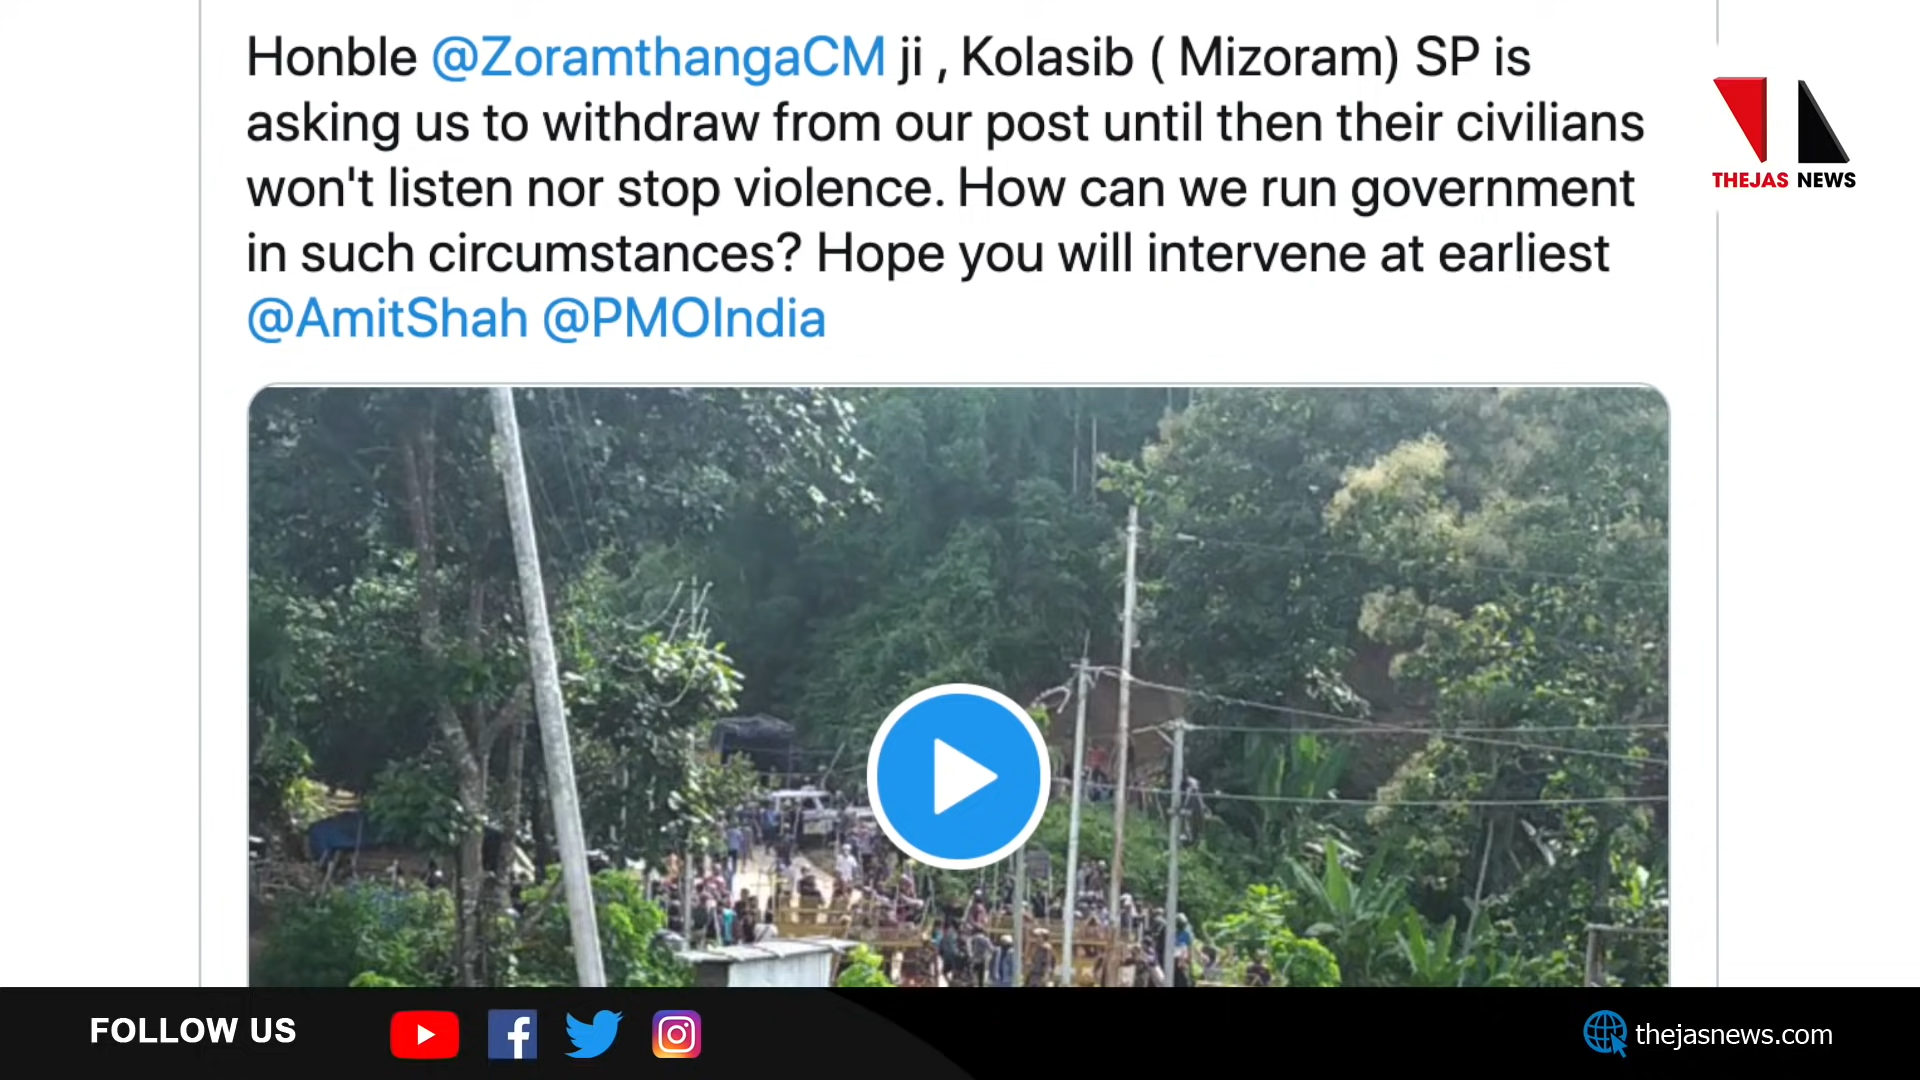 Honble @ZoramthangaCM ji , Kolasib ( Mizoram) SP is
asking us to withdraw from our post until then their civilians
won't listen nor stop violence. How can we run government
in such circumstances? Hope you will intervene at earliest
@AmitShah @PMOIndia
THEJAS NEWS
FOLLOW US
thejasnews.com